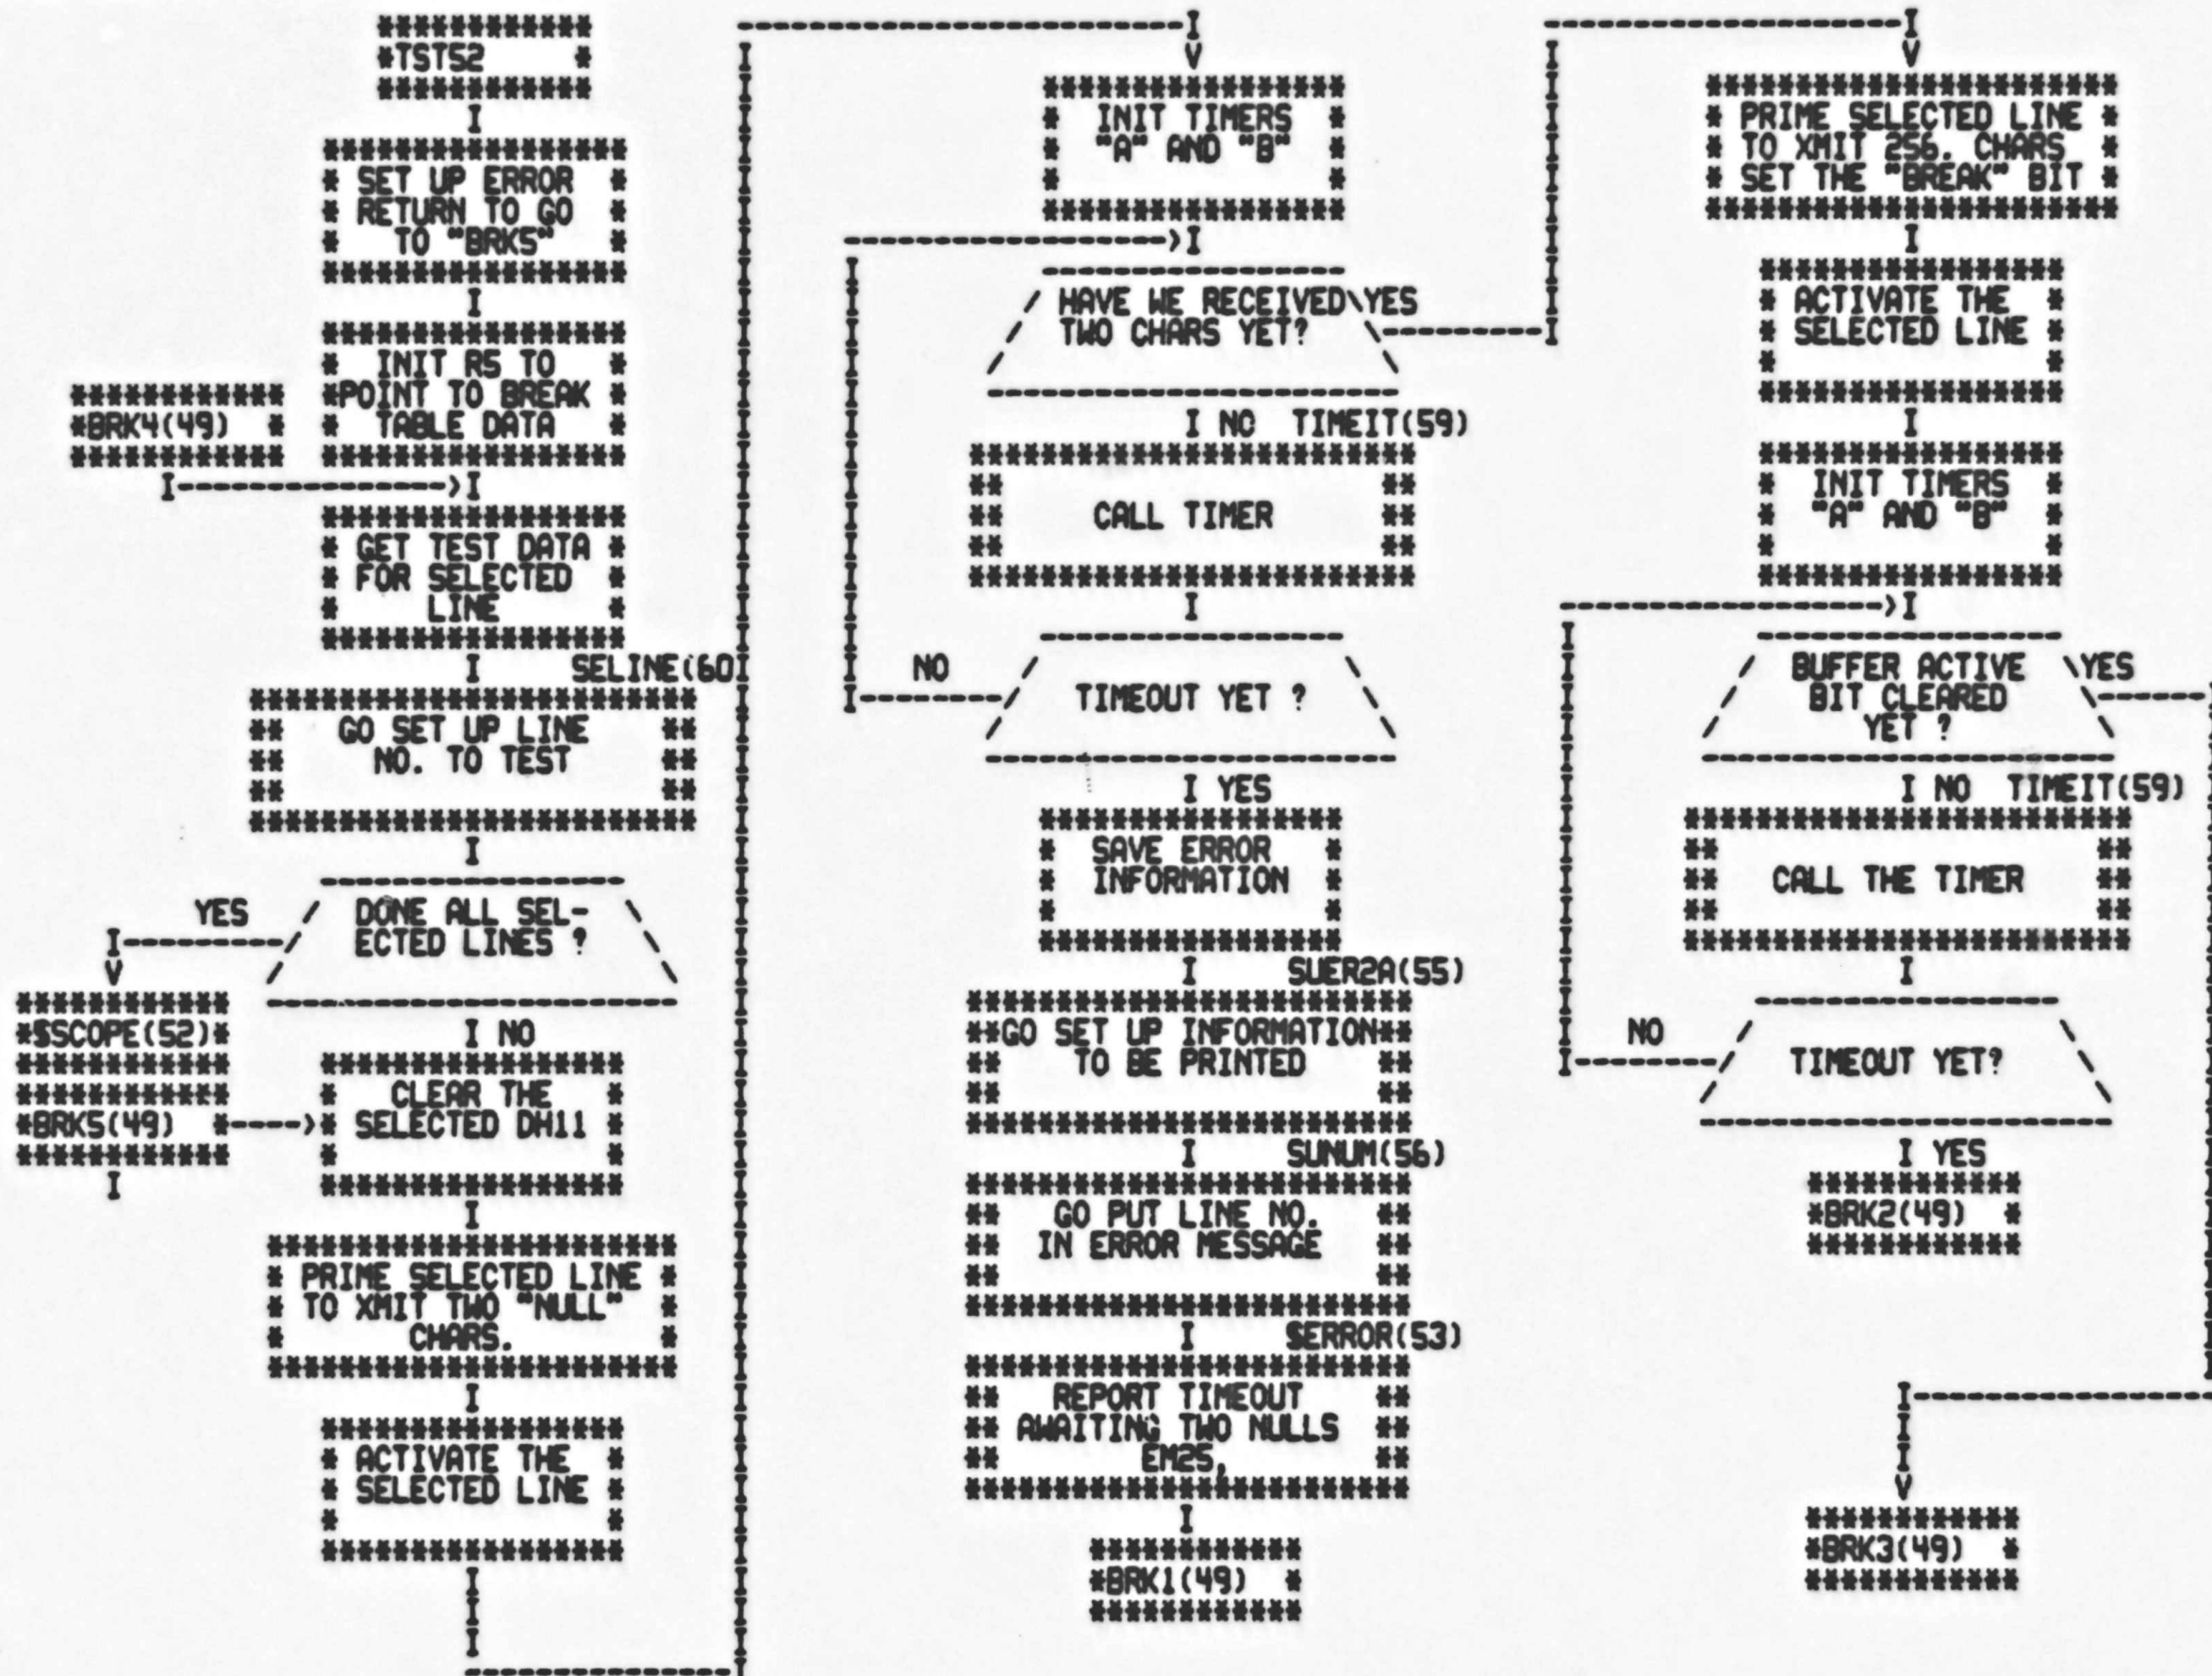 *TST52 *
SET UP ERROR
RETURN TO GO
TO "BRK5"
INIT R5 TO
POINT TO BREAK
TABLE DATA
*BRK4(49) *
GET TEST DATA
FOR SELECTED
LINE
SELINE(60
GO SET UP LINE
NO. TO TEST
DONE ALL SEL-
ECTED LINES ?
YES
NO
*$SCOPE(52)*
*BRK5(49) *
CLEAR THE
SELECTED DH11
PRIME SELECTED LINE
TO XMIT TWO "NULL"
CHARS.
ACTIVATE THE
SELECTED LINE
INIT TIMERS
"A" AND "B"
HAVE WE RECEIVED
TWO CHARS YET?
YES
NO TIMEIT(59)
CALL TIMER
NO
TIMEOUT YET ?
YES
SAVE ERROR
INFORMATION
SUER2A(55)
GO SET UP INFORMATION
TO BE PRINTED
SUNUM(56)
GO PUT LINE NO.
IN ERROR MESSAGE
$ERROR(53)
REPORT TIMEOUT
AWAITING TWO NULLS
EM25,
*BRK1(49) *
PRIME SELECTED LINE
TO XMIT 256. CHARS
SET THE "BREAK" BIT
ACTIVATE THE
SELECTED LINE
INIT TIMERS
"A" AND "B"
BUFFER ACTIVE
BIT CLEARED
YET ?
YES
NO TIMEIT(59)
CALL THE TIMER
NO
TIMEOUT YET?
YES
*BRK2(49) *
*BRK3(49) *